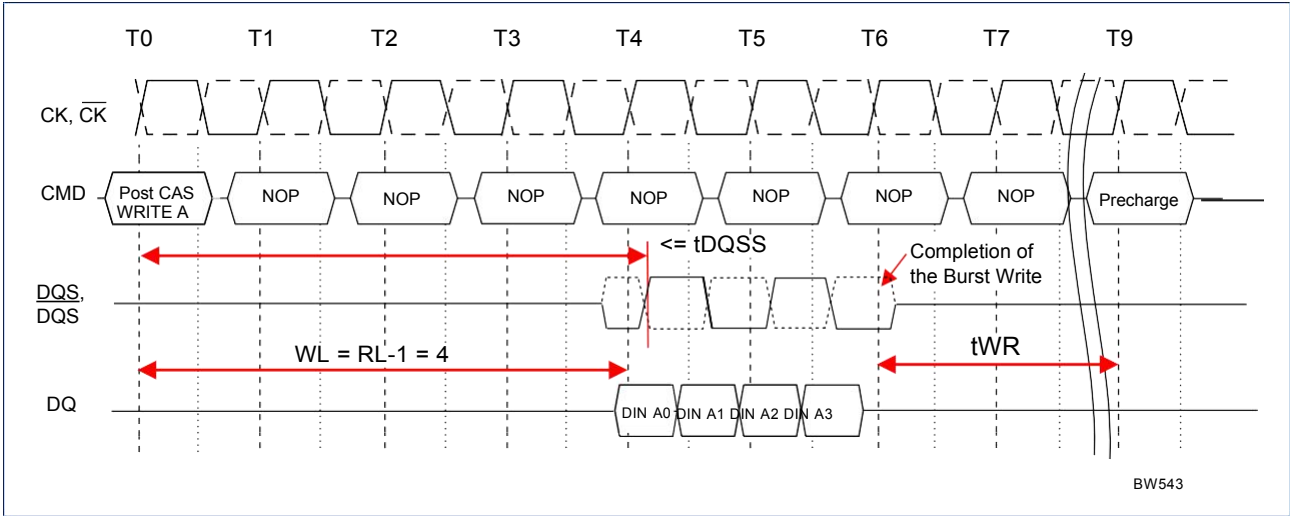 T0 T1 T2 T3 T4 T5 T6 T7 T9
CK, CK
CMD
Post CAS
WRITE A
NOP NOP NOP NOP NOP NOP NOP Precharge
<= tDQSS
Completion of
the Burst Write
DQS,
DQS
WL = RL-1 = 4
tWR
DQ
DIN A0 DIN A1 DIN A2 DIN A3
BW543